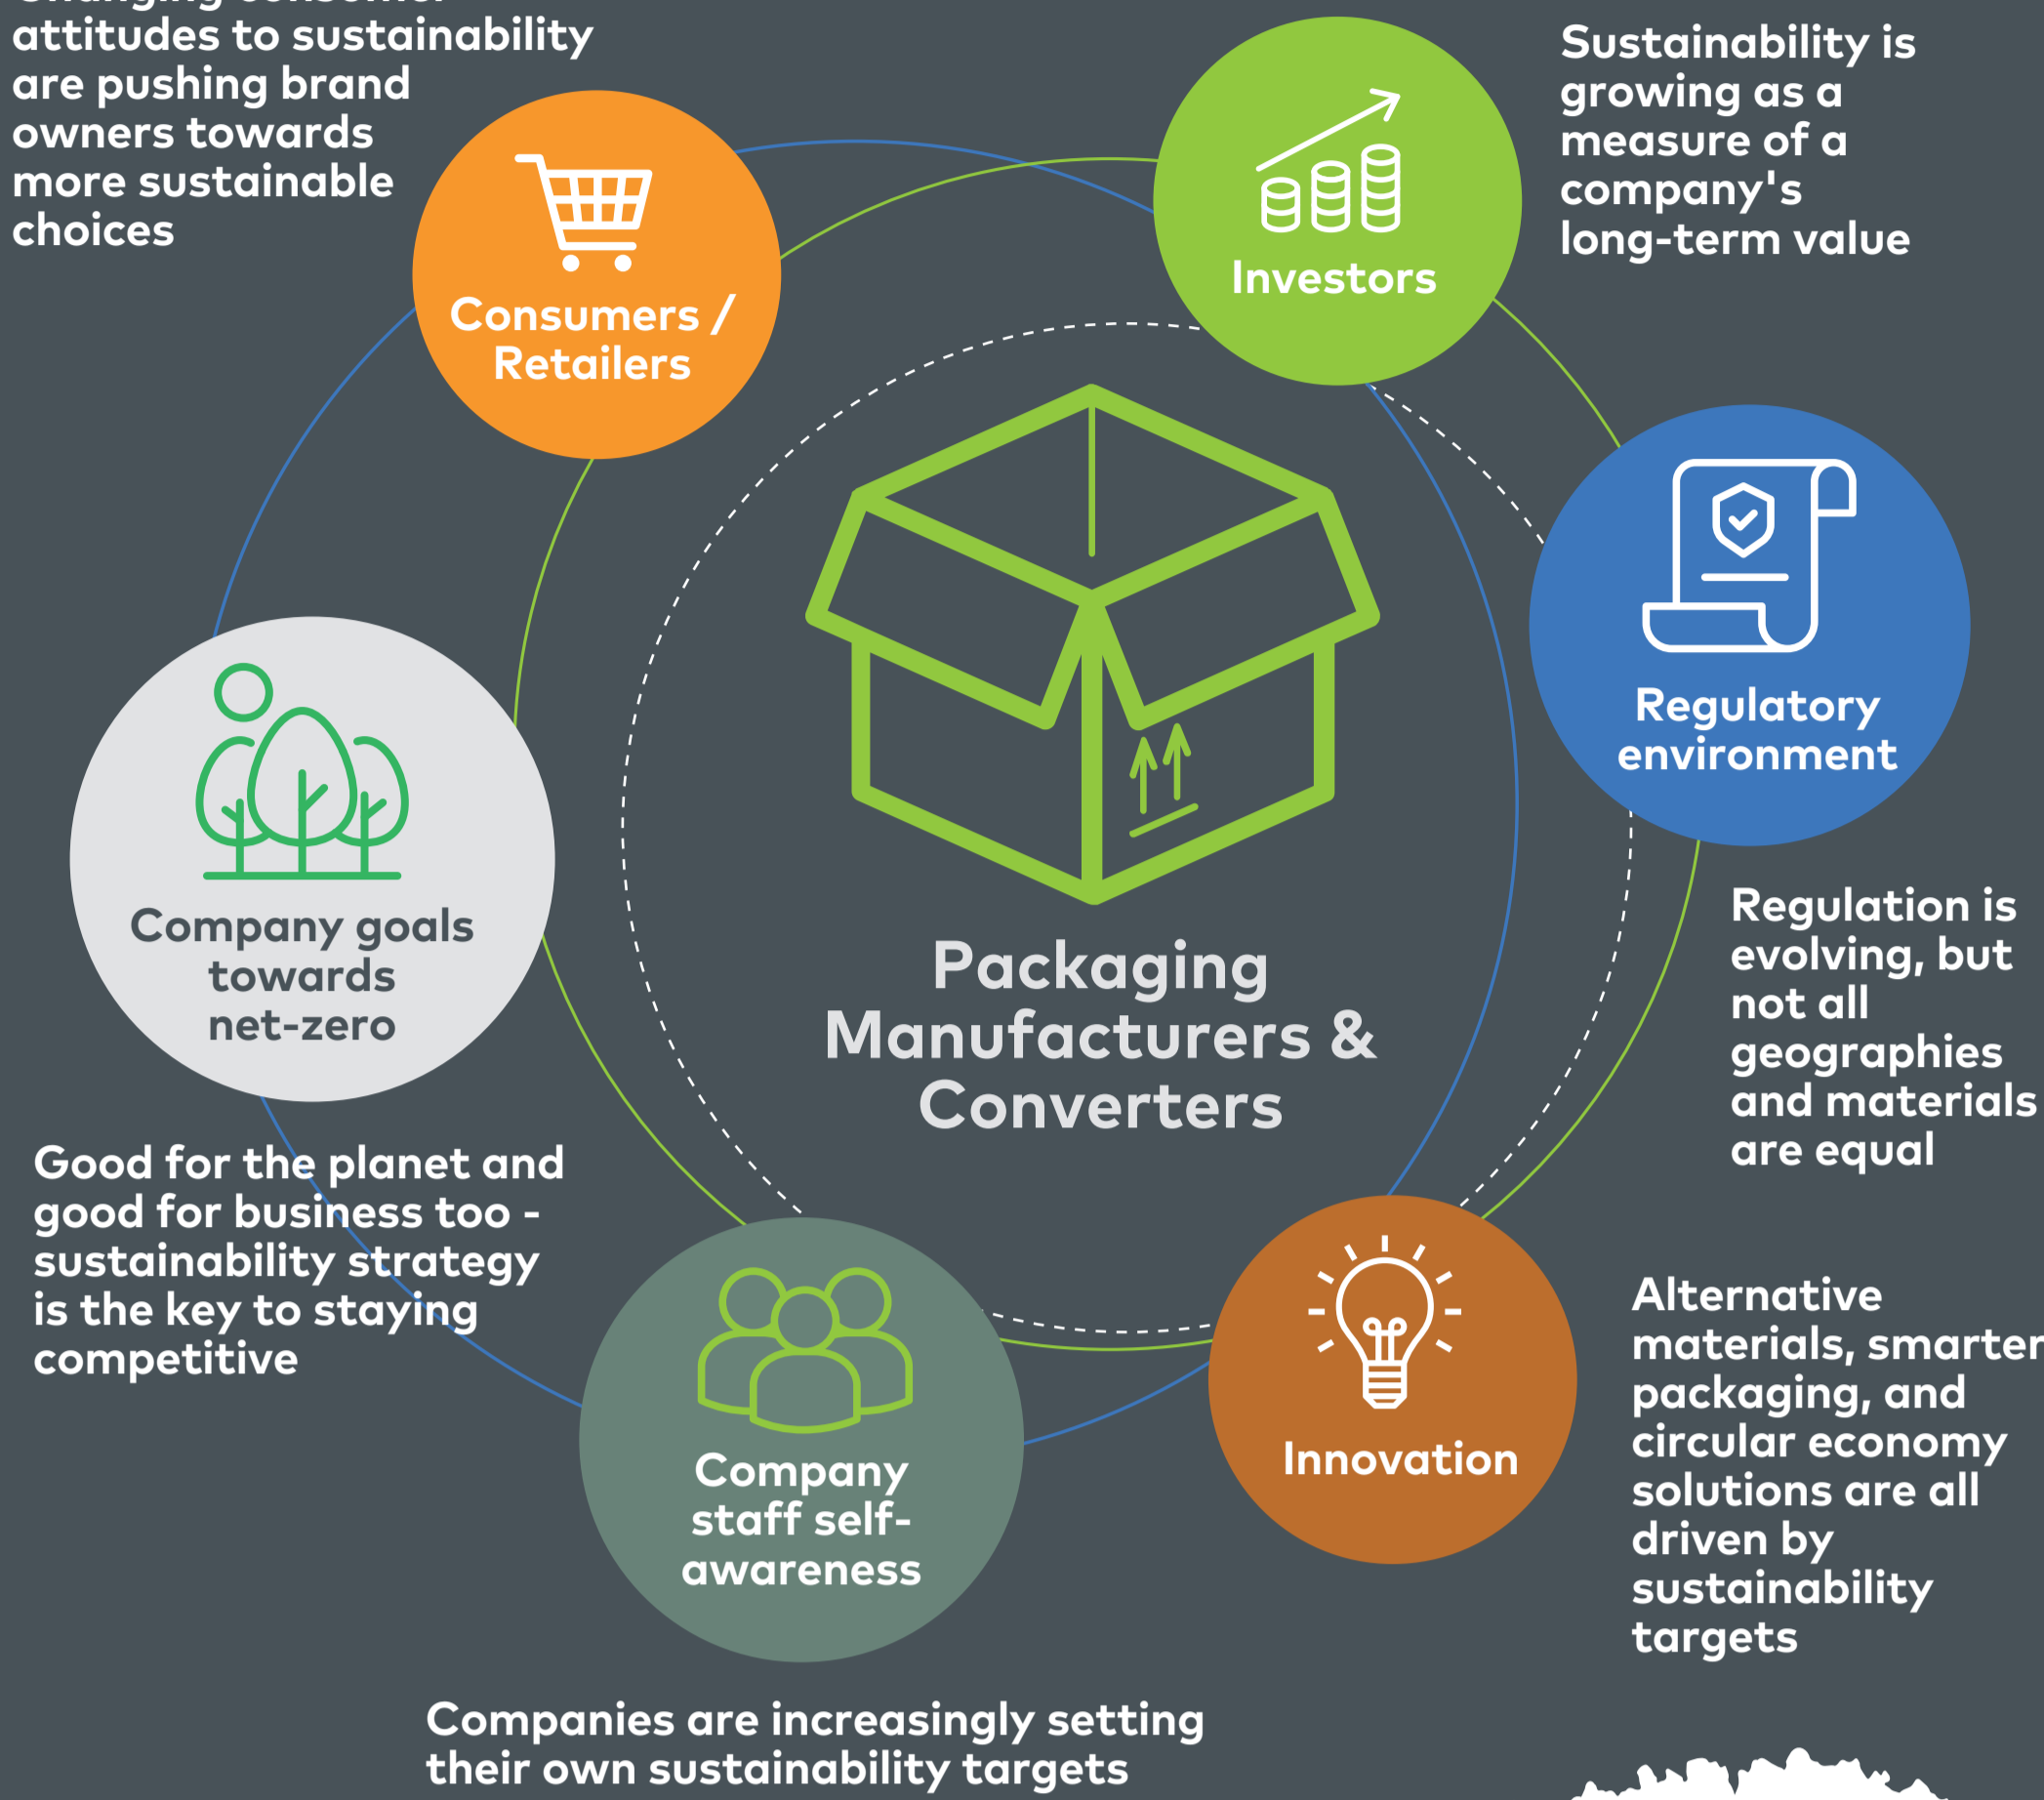 Changing consumer
attitudes to sustainability
are pushing brand
owners towards
more sustainable
choices
Consumers /
Retailers
Investors
Sustainability is
growing as a
measure of a
company's
long-term value
Regulatory
environment
Regulation is
evolving, but
not all
geographies
and materials
are equal
Packaging
Manufacturers &
Converters
Company goals
towards
net-zero
Good for the planet and
good for business too -
sustainability strategy
is the key to staying
competitive
Company
staff self-
awareness
Companies are increasingly setting
their own sustainability targets
Innovation
Alternative
materials, smarter
packaging, and
circular economy
solutions are all
driven by
sustainability
targets